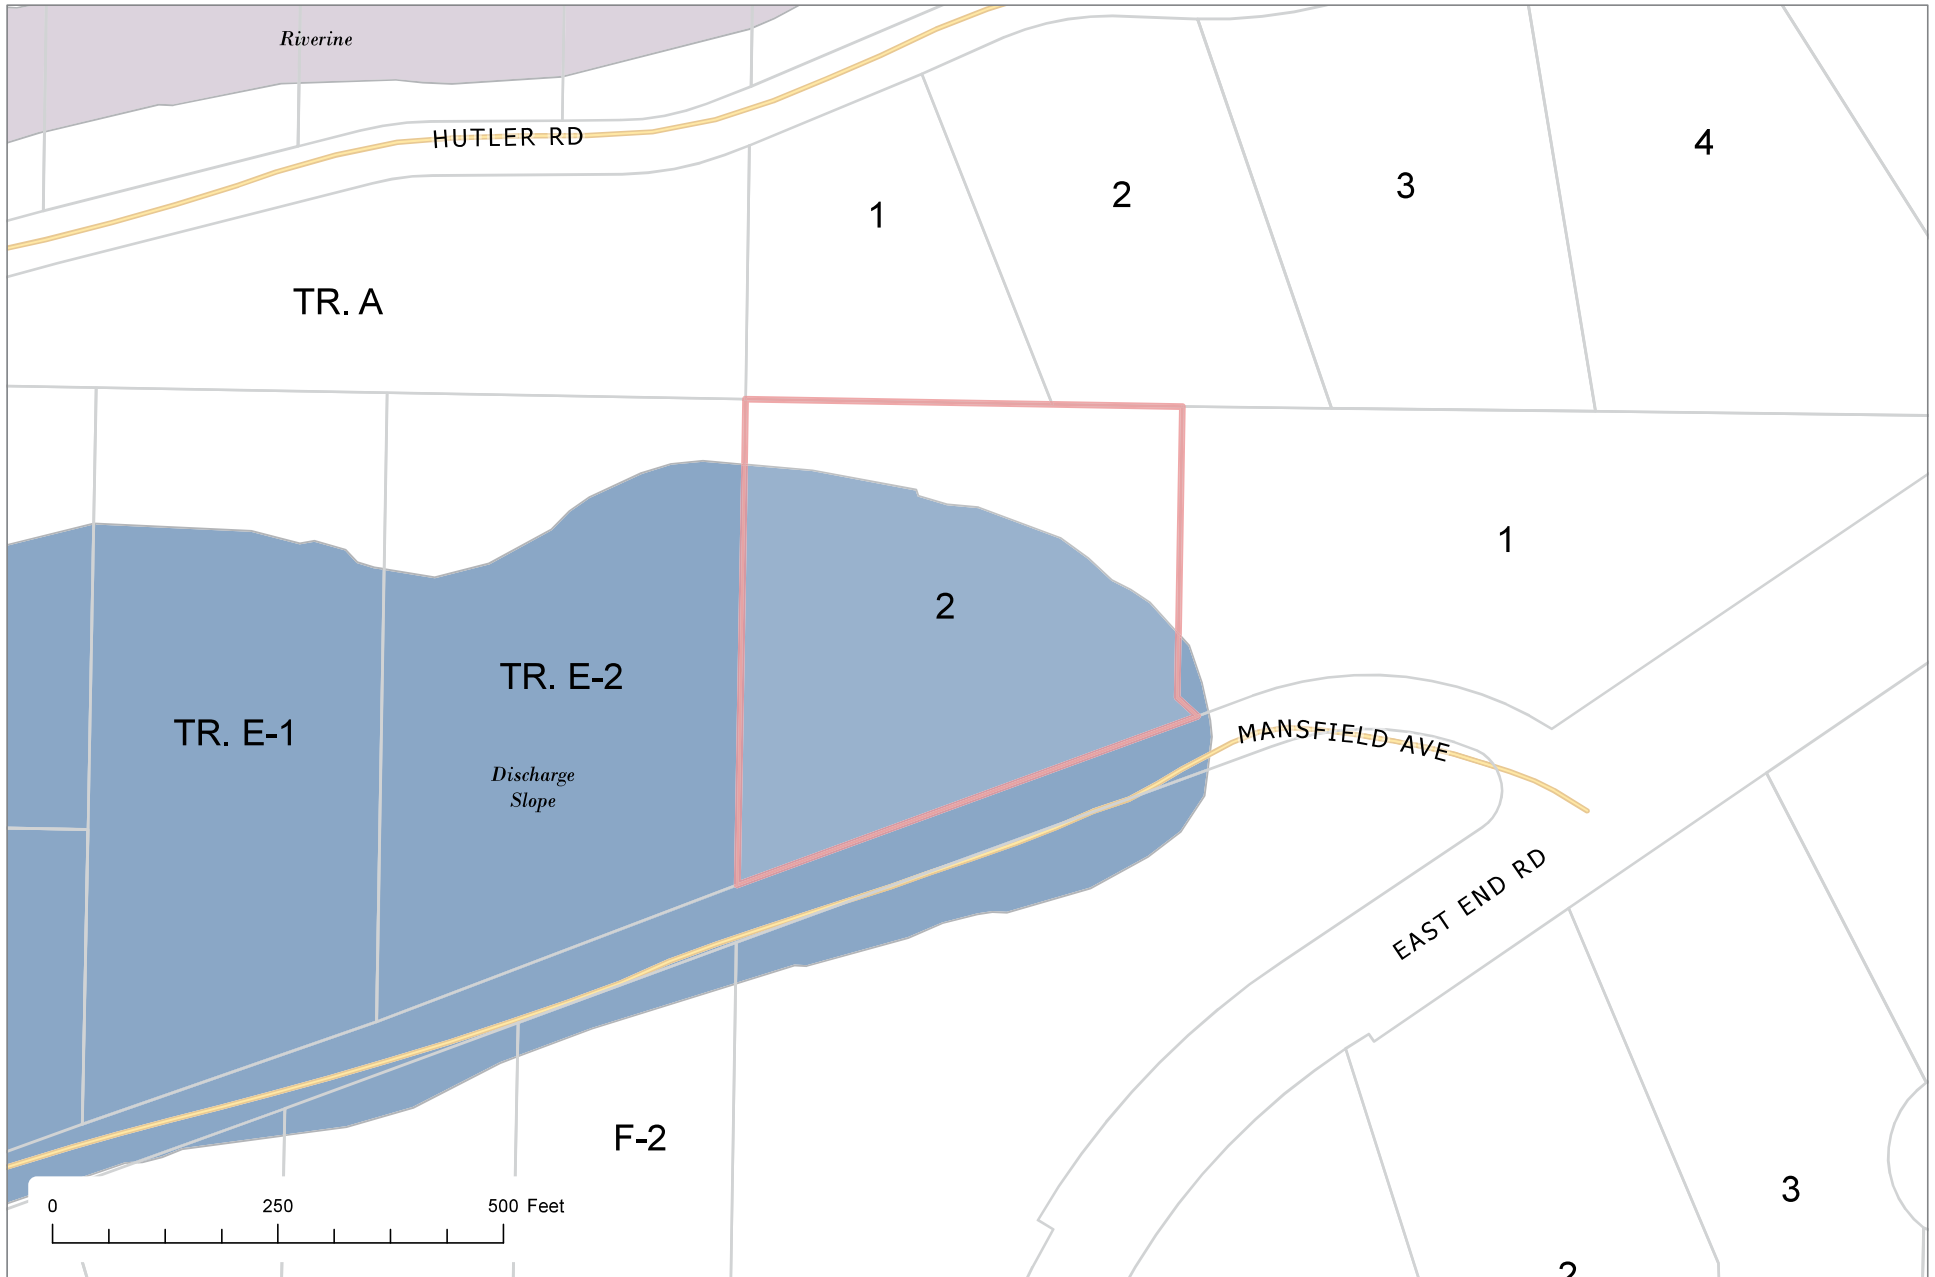 Riverine
HUTLER RD
4
3
2
1
TR. A
1
2
TR. E-2
TR. E-1
MANSFIELD AVE
Discharge
Slope
EAST END RD
F-2
3
0 250 500 Feet
2